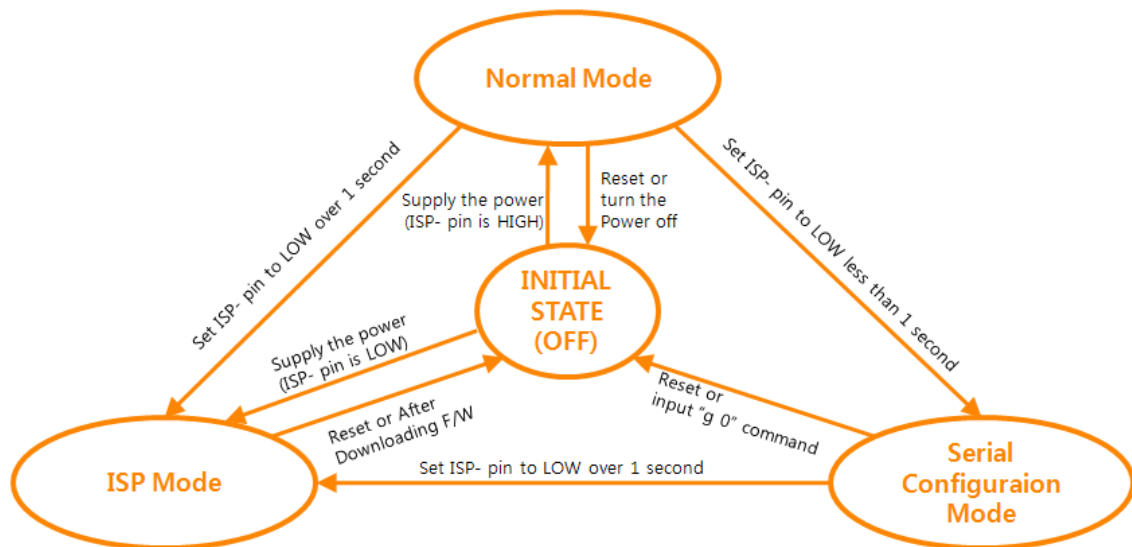 Normal Mode
Set ISP- pin to LOW over 1 second
Supply the power
(ISP- pin is HIGH)
Reset or
turn the
Power off
Set ISP- pin to LOW less than 1 second
INITIAL
STATE
(OFF)
Supply the power
(ISP- pin is LOW)
Reset or After
Downloading F/W
Reset or
input "g 0" command
ISP Mode
Set ISP- pin to LOW over 1 second
Serial
Configuraion
Mode